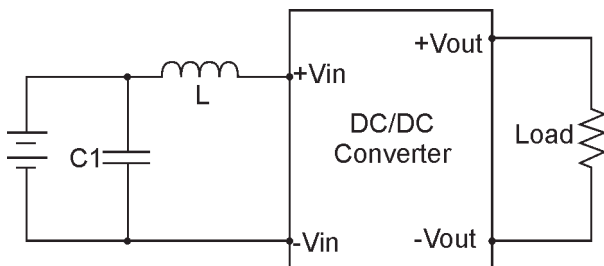 +Vout
+Vin
L
DC/DC
Converter
Load
C1
-Vin
-Vout